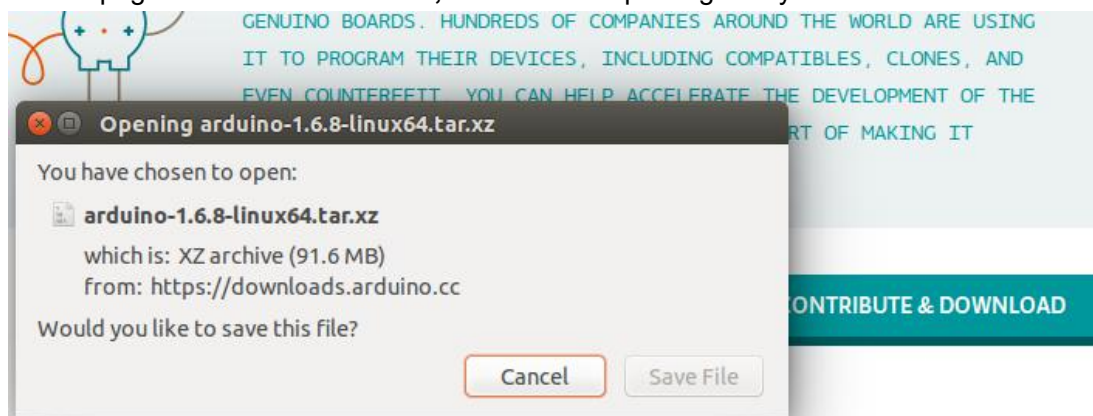 GENUINO BOARDS. HUNDREDS OF COMPANIES AROUND THE WORLD ARE USING
IT TO PROGRAM THEIR DEVICES, INCLUDING COMPATIBLES, CLONES, AND
EVEN COUNTERFEIT YOU CAN HELP ACCELERATE THE DEVELOPMENT OF THE
RT OF MAKING IT
Opening arduino-1.6.8-linux64.tar.xz
You have chosen to open:
arduino-1.6.8-linux64.tar.xz
which is: XZ archive (91.6 MB)
from: https://downloads.arduino.cc
Would you like to save this file?
Cancel
Save File
ONTRIBUTE & DOWNLOAD